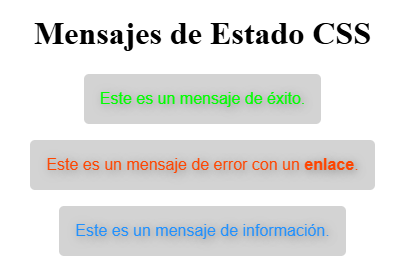 Mensajes de Estado CSS
Este es un mensaje de éxito.
Este es un mensaje de error con un enlace.
Este es un mensaje de información.